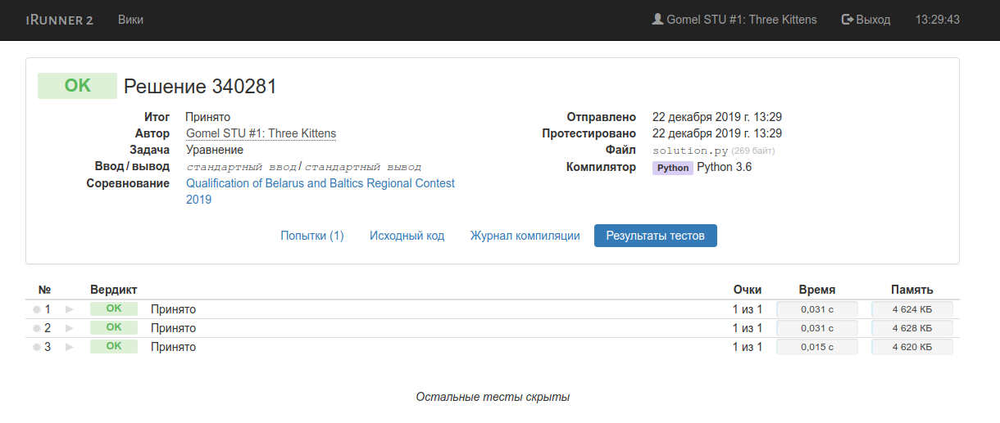 iRunner 2 Вики Gomel STU #1: Three Kittens Выход 13:29:43
OK Решение 340281
Итог Принято
Автор Gomel STU #1: Three Kittens
Задача Уравнение
Ввод / вывод стандартный ввод / стандартный вывод
Соревнование Qualification of Belarus and Baltics Regional Contest
2019
Отправлено 22 декабря 2019 г. 13:29
Протестировано 22 декабря 2019 г. 13:29
Файл solution.py (269 байт)
Компилятор Python Python 3.6
Попытки (1) Исходный код Журнал компиляции Результаты тестов
№ Вердикт Очки Время Память
1 OK Принято 1 из 1 0,031 с 4 624 КБ
2 OK Принято 1 из 1 0,031 с 4 628 КБ
3 OK Принято 1 из 1 0,015 с 4 620 КБ
Остальные тесты скрыты